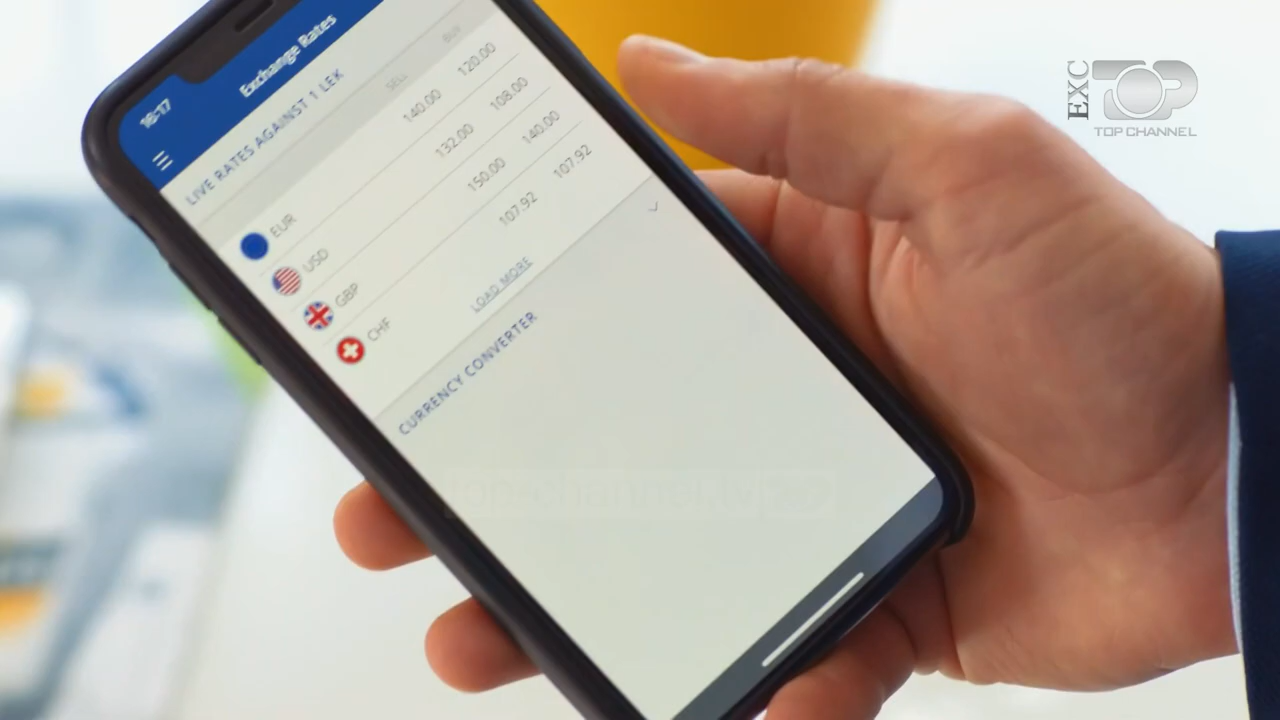 16:17
Exchange Rates
LIVE RATES AGAINST 1 LEK
SELL BUY
EUR 140.00 120.00
USD 132.00 108.00
GBP 150.00 140.00
CHF 107.92 107.92
LOAD MORE
CURRENCY CONVERTER
EXC
TOP
TOP CHANNEL